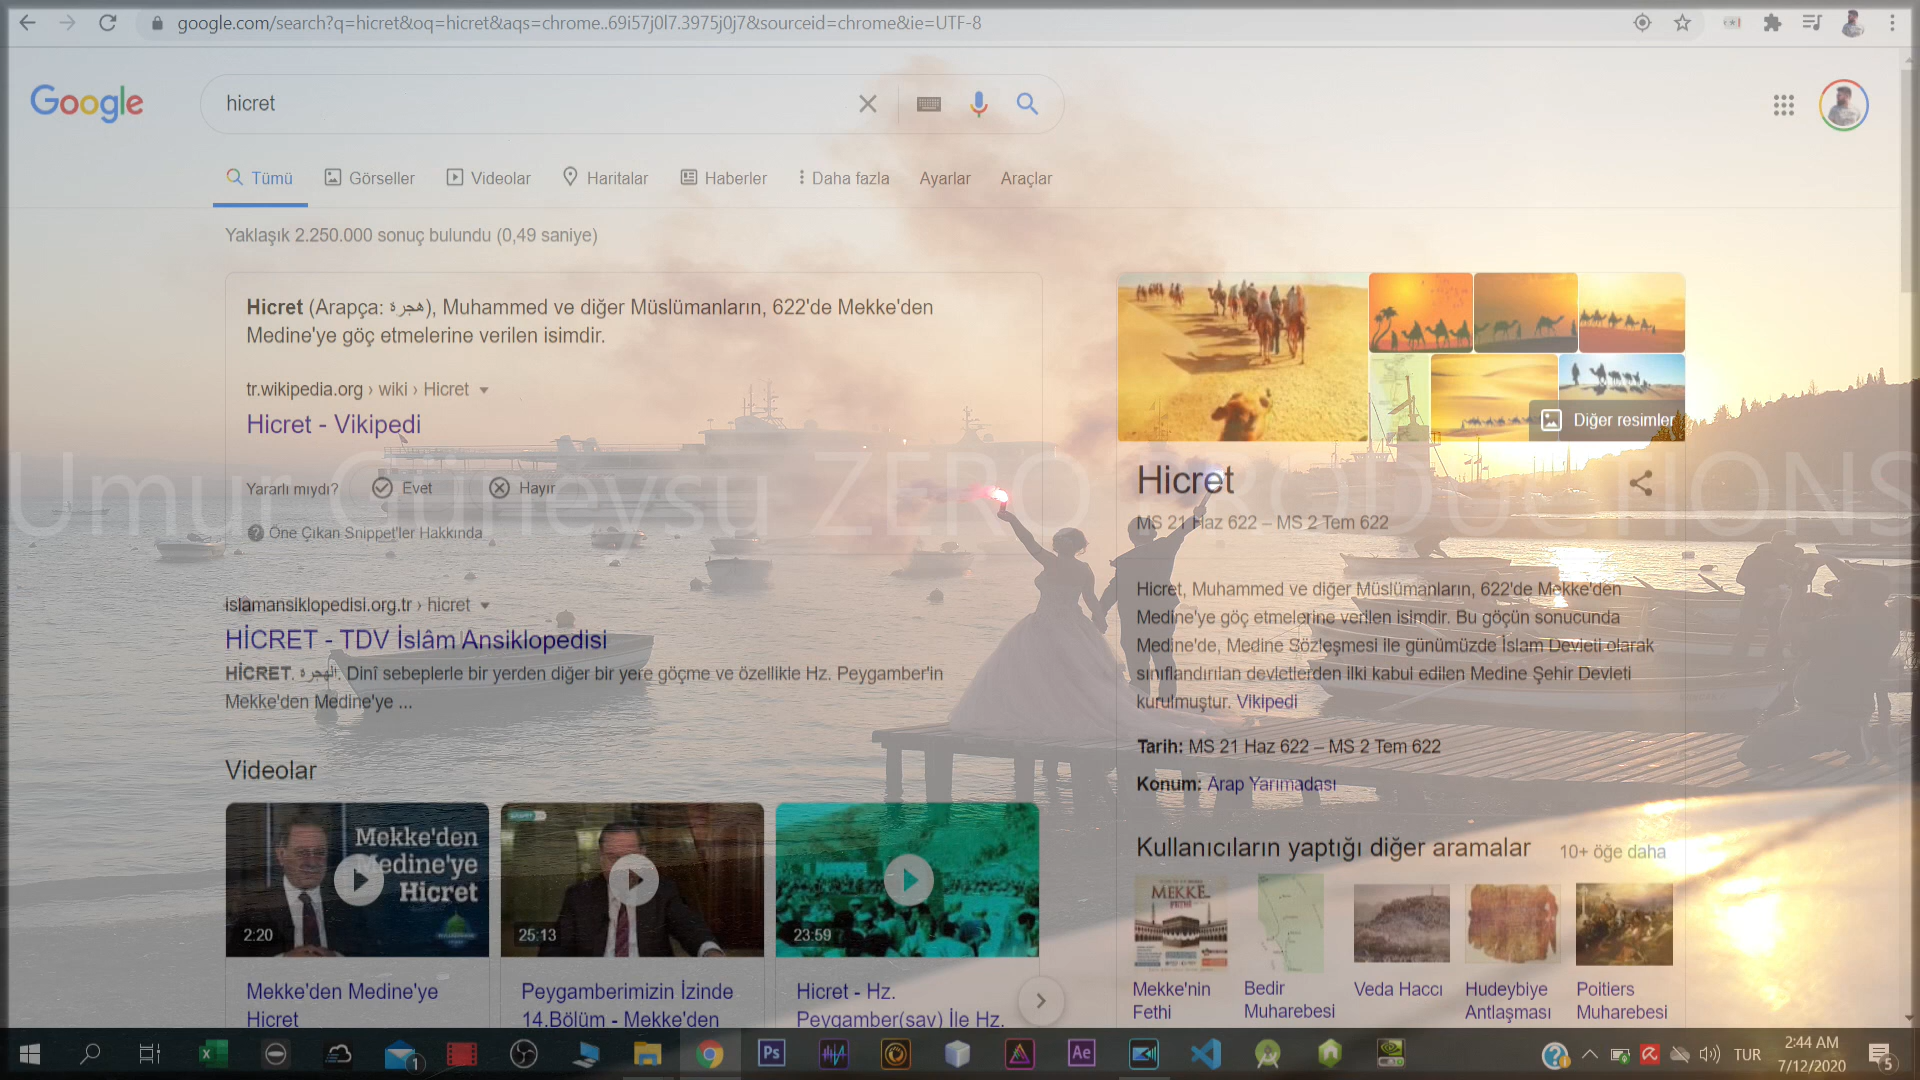 google.com/search?q=hicret&oq=hicret&aqs=chrome..69i57j0l7.3975j0j7&sourceid=chrome&ie=UTF-8
Google
hicret
Tümü Görseller Videolar Haritalar Haberler Daha fazla Ayarlar Araçlar
Yaklaşık 2.250.000 sonuç bulundu (0,49 saniye)
Hicret (Arapça: هجرة), Muhammed ve diğer Müslümanların, 622'de Mekke'den
Medine'ye göç etmelerine verilen isimdir.
tr.wikipedia.org › wiki › Hicret
Hicret - Vikipedi
Yararlı mıydı? Evet Hayır
Öne Çıkan Snippet'ler Hakkında
Umur Güneysu ZERO PRODUCTIONS
islamansiklopedisi.org.tr › hicret
HİCRET - TDV İslâm Ansiklopedisi
HİCRET. الهجرة. Dinî sebeplerle bir yerden diğer bir yere göçme ve özellikle Hz. Peygamber'in
Mekke'den Medine'ye ...
Videolar
Mekke'den
Medine'ye
Hicret
2:20
25:13
23:59
Mekke'den Medine'ye
Hicret
Peygamberimizin İzinde
14.Bölüm - Mekke'den
Hicret - Hz.
Peygamber(sav) İle Hz.
Diğer resimler
Hicret
MS 21 Haz 622 – MS 2 Tem 622
Hicret, Muhammed ve diğer Müslümanların, 622'de Mekke'den
Medine'ye göç etmelerine verilen isimdir. Bu göçün sonucunda
Medine'de, Medine Sözleşmesi ile günümüzde İslam Devleti olarak
sınıflandırılan devletlerden ilki kabul edilen Medine Şehir Devleti
kurulmuştur. Vikipedi
Tarih: MS 21 Haz 622 – MS 2 Tem 622
Konum: Arap Yarımadası
Kullanıcıların yaptığı diğer aramalar 10+ öğe daha
MEKKE
Mekke'nin
Fethi
Bedir
Muharebesi
Veda Haccı
Hudeybiye
Antlaşması
Poitiers
Muharebesi
1
Ps
Ae
TUR
2:44 AM
7/12/2020
5